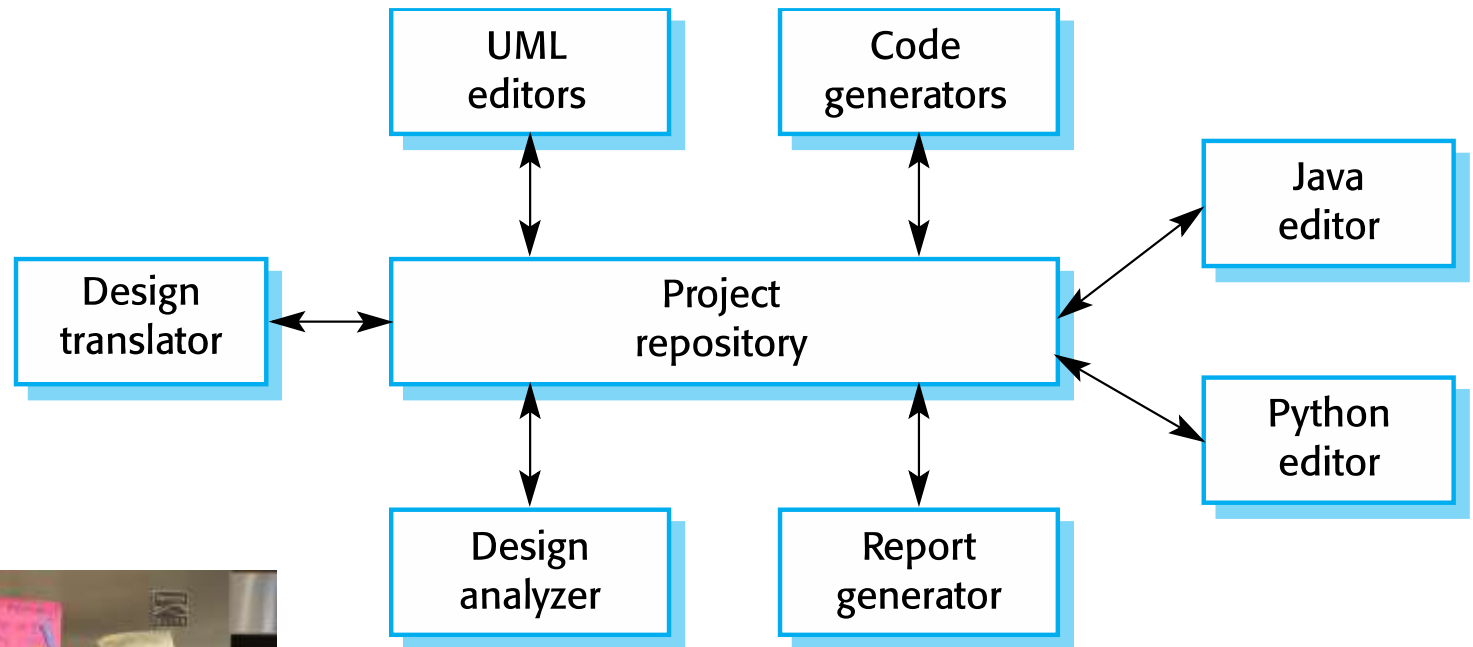 UML
editors
Code
generators
Java
editor
Design
translator
Project
repository
Python
editor
Design
analyzer
Report
generator